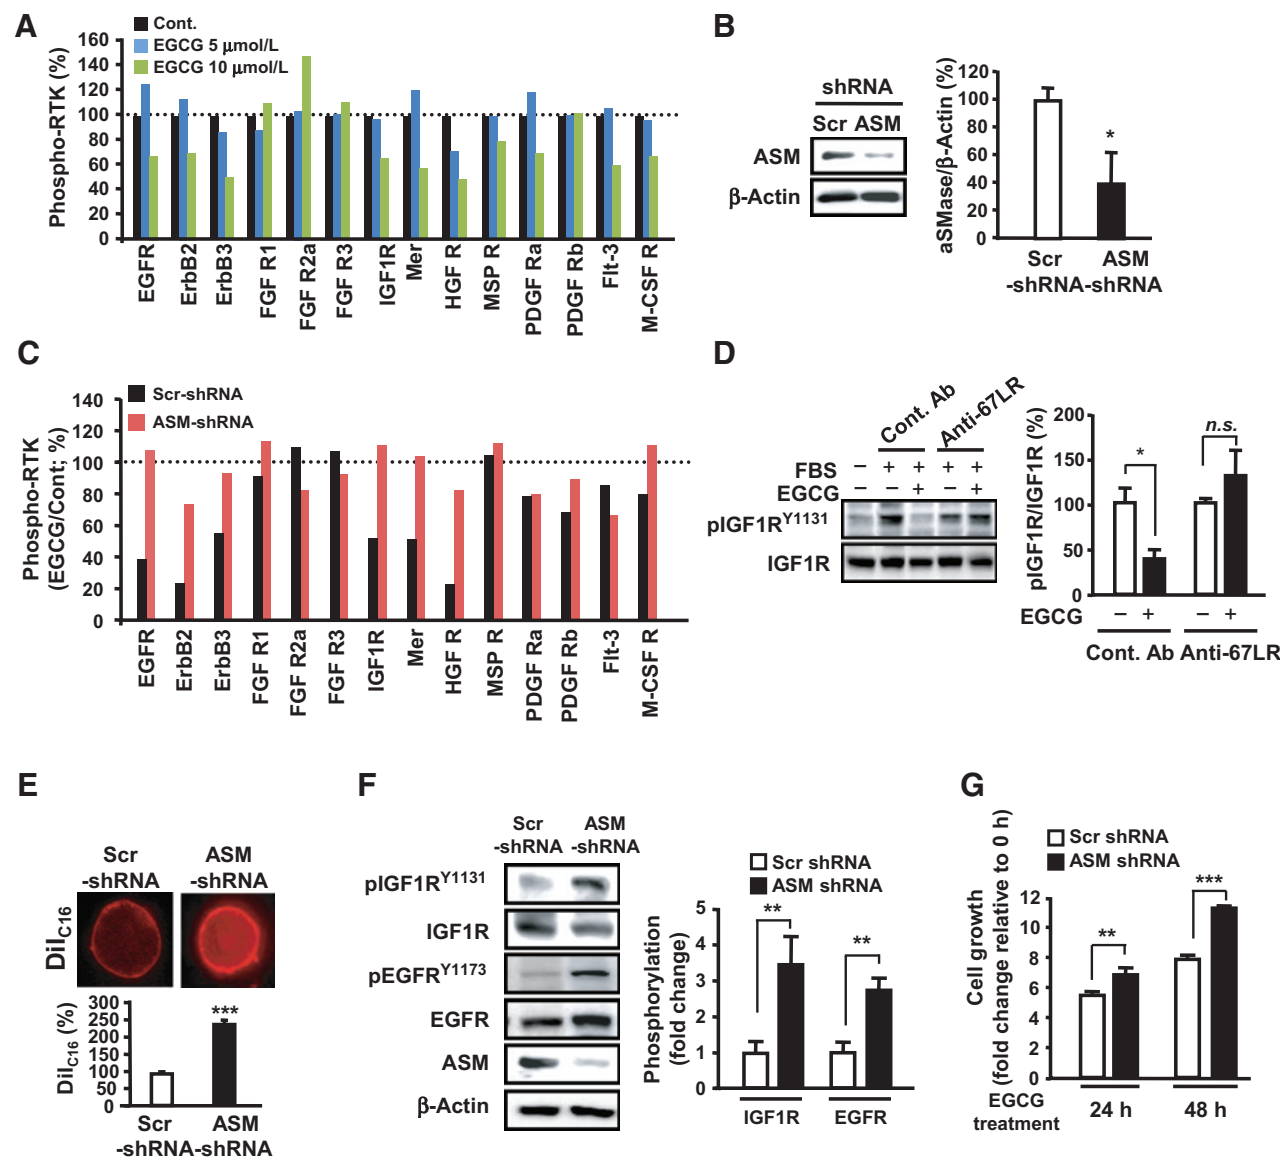 A
Cont.
EGCG 5 μmol/L
EGCG 10 μmol/L
Phospho-RTK (%)
160
140
120
100
80
60
40
20
0
EGFR
ErbB2
ErbB3
FGF R1
FGF R2a
FGF R3
IGF1R
Mer
HGF R
MSP R
PDGF Ra
PDGF Rb
Flt-3
M-CSF R
B
shRNA
Scr ASM
ASM
β-Actin
aSMase/β-Actin (%)
120
100
80
60
40
20
0
*
Scr
-shRNA
ASM
-shRNA
C
Scr-shRNA
ASM-shRNA
Phospho-RTK
(EGCG/Cont; %)
140
120
100
80
60
40
20
0
EGFR
ErbB2
ErbB3
FGF R1
FGF R2a
FGF R3
IGF1R
Mer
HGF R
MSP R
PDGF Ra
PDGF Rb
Flt-3
M-CSF R
D
Cont. Ab
Anti-67LR
FBS − + + + +
EGCG − − + − +
pIGF1R^Y1131
IGF1R
pIGF1R/IGF1R (%)
200
150
100
50
0
*
n.s.
EGCG − + − +
Cont. Ab Anti-67LR
E
Scr
-shRNA
ASM
-shRNA
DiI_C16
DiI_C16 (%)
300
250
200
150
100
50
0
***
Scr
-shRNA
ASM
-shRNA
F
Scr
-shRNA
ASM
-shRNA
pIGF1R^Y1131
IGF1R
pEGFR^Y1173
EGFR
ASM
β-Actin
Scr shRNA
ASM shRNA
Phosphorylation
(fold change)
5
4
3
2
1
0
**
**
IGF1R
EGFR
G
Scr shRNA
ASM shRNA
Cell growth
(fold change relative to 0 h)
12
10
8
6
4
2
0
**
***
EGCG
treatment
24 h
48 h